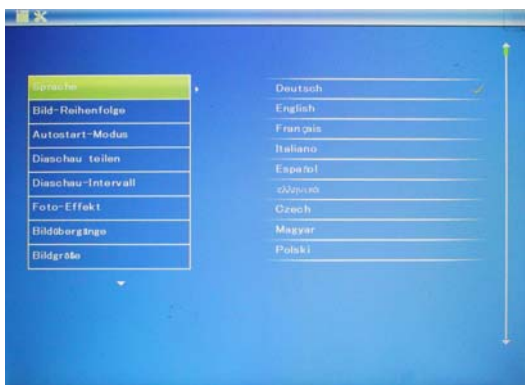 Sprache
Bild-Reihenfolge
Autostart-Modus
Diaschau teilen
Diaschau-Intervall
Foto-Effekt
Bildübergänge
Bildgröße
Deutsch
English
Français
Italiano
Español
ελληνικά
Czech
Magyar
Polski